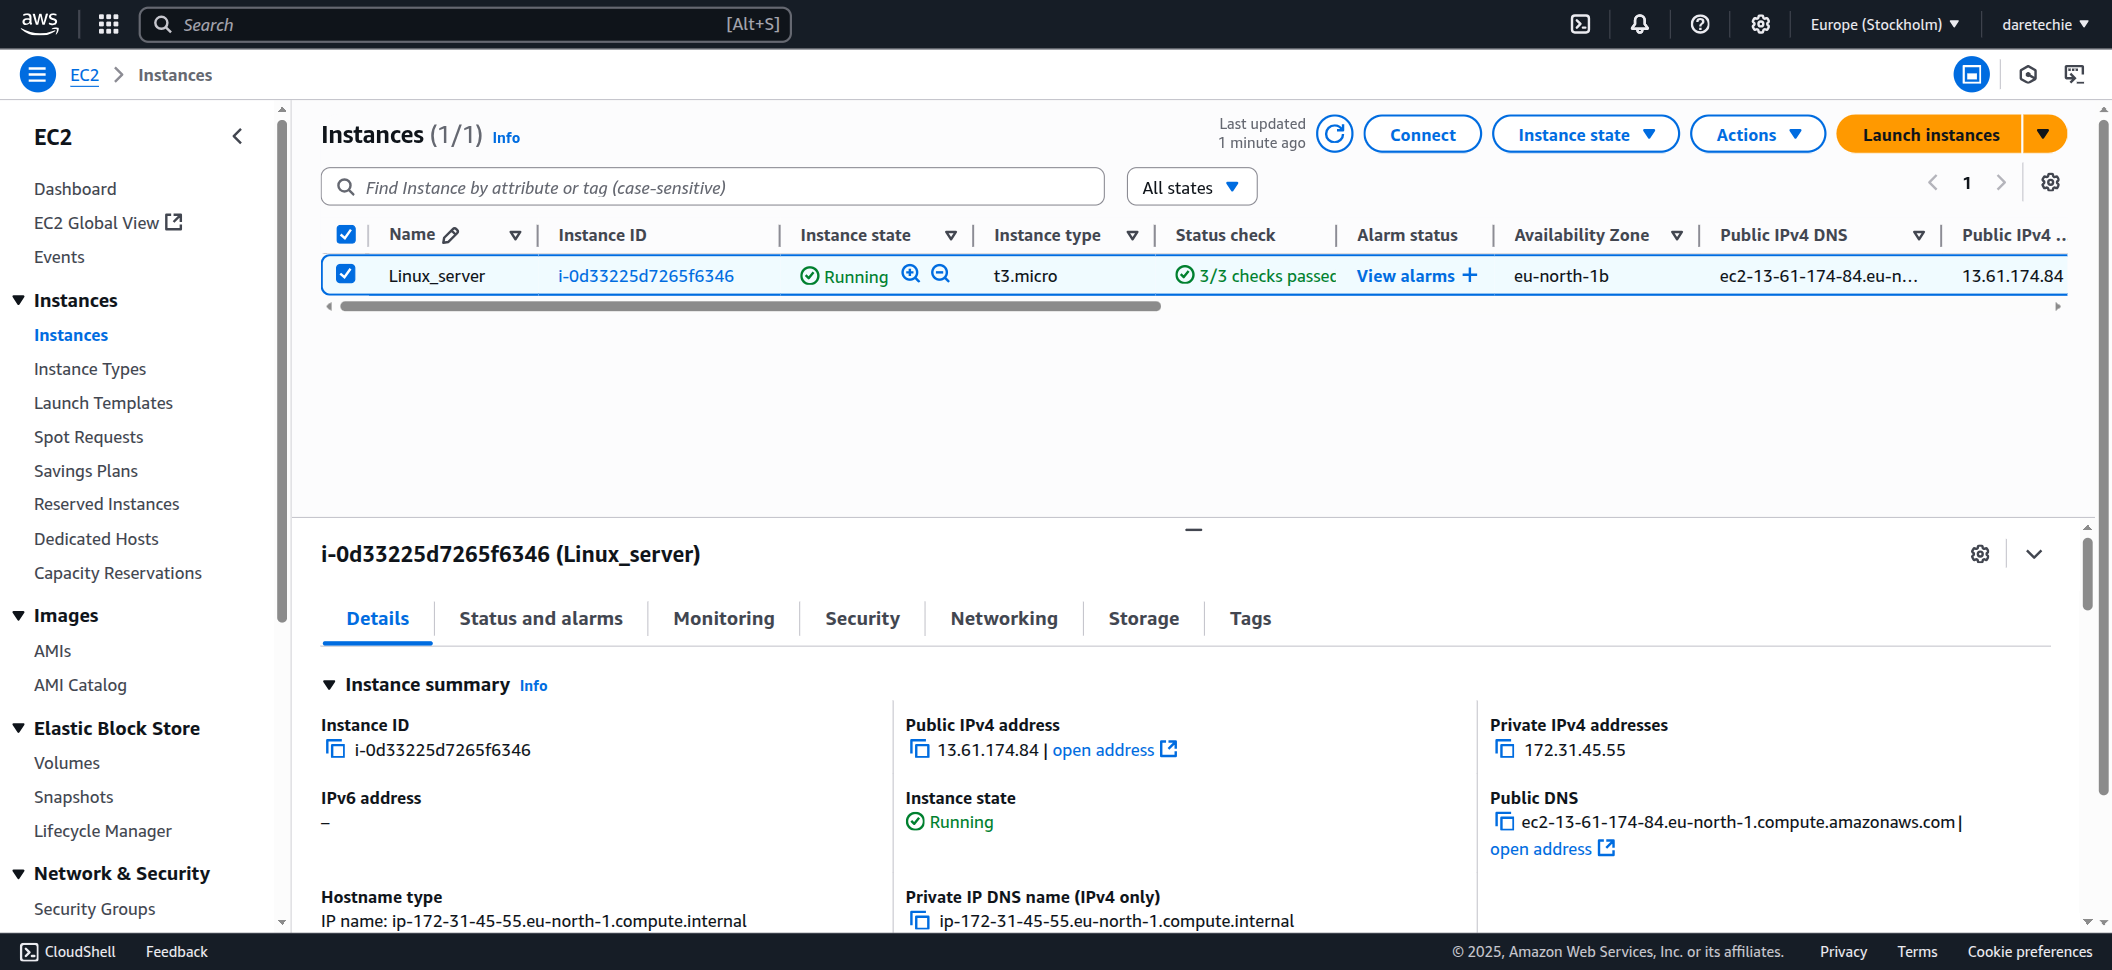 aws
Search [Alt+S]
Europe (Stockholm)
daretechie
EC2 Instances
EC2
Dashboard
EC2 Global View
Events
Instances
Instances
Instance Types
Launch Templates
Spot Requests
Savings Plans
Reserved Instances
Dedicated Hosts
Capacity Reservations
Images
AMIs
AMI Catalog
Elastic Block Store
Volumes
Snapshots
Lifecycle Manager
Network & Security
Security Groups
Instances (1/1) Info
Last updated
1 minute ago
Connect
Instance state
Actions
Launch instances
Find Instance by attribute or tag (case-sensitive)
All states
1
Name Instance ID Instance state Instance type Status check Alarm status Availability Zone Public IPv4 DNS Public IPv4 ..
Linux_server i-0d33225d7265f6346 Running t3.micro 3/3 checks passec View alarms + eu-north-1b ec2-13-61-174-84.eu-n... 13.61.174.84
i-0d33225d7265f6346 (Linux_server)
Details Status and alarms Monitoring Security Networking Storage Tags
Instance summary Info
Instance ID
i-0d33225d7265f6346
Public IPv4 address
13.61.174.84 | open address
Private IPv4 addresses
172.31.45.55
IPv6 address
–
Instance state
Running
Public DNS
ec2-13-61-174-84.eu-north-1.compute.amazonaws.com |
open address
Hostname type
IP name: ip-172-31-45-55.eu-north-1.compute.internal
Private IP DNS name (IPv4 only)
ip-172-31-45-55.eu-north-1.compute.internal
CloudShell Feedback
© 2025, Amazon Web Services, Inc. or its affiliates. Privacy Terms Cookie preferences